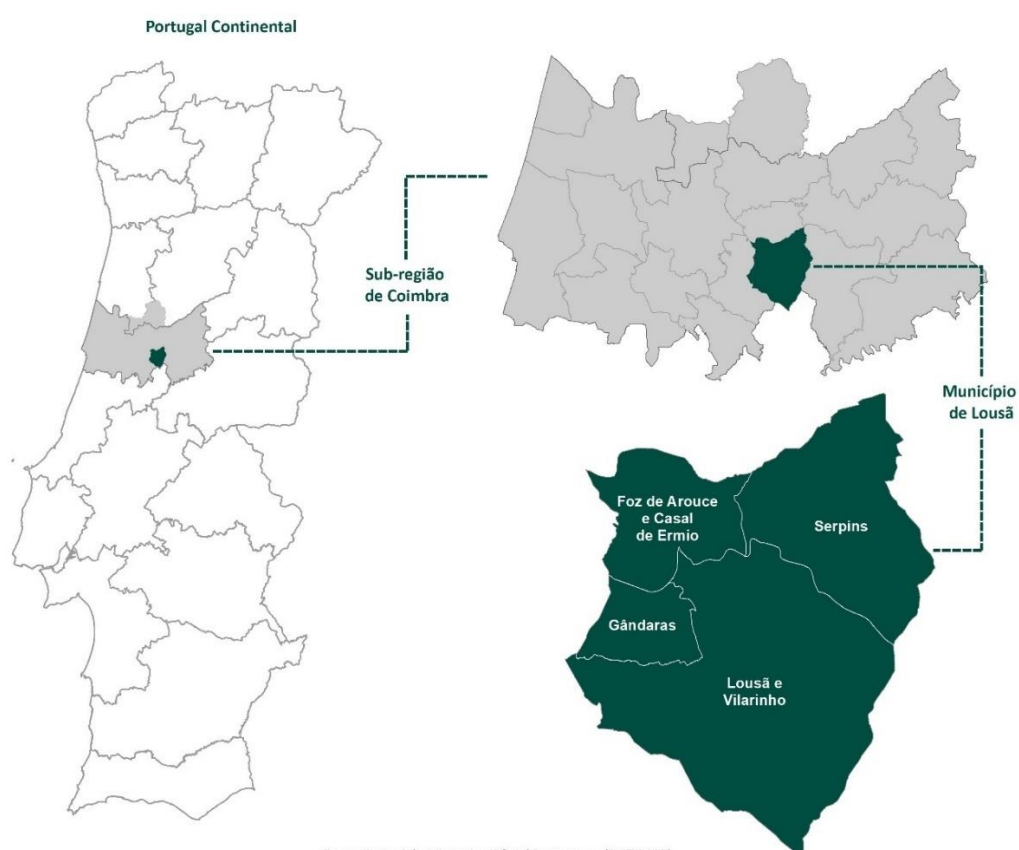 Portugal Continental
Sub-região
de Coimbra
Município
de Lousã
Foz de Arouce
e Casal
de Ermio
Serpins
Gândaras
Lousã e
Vilarinho